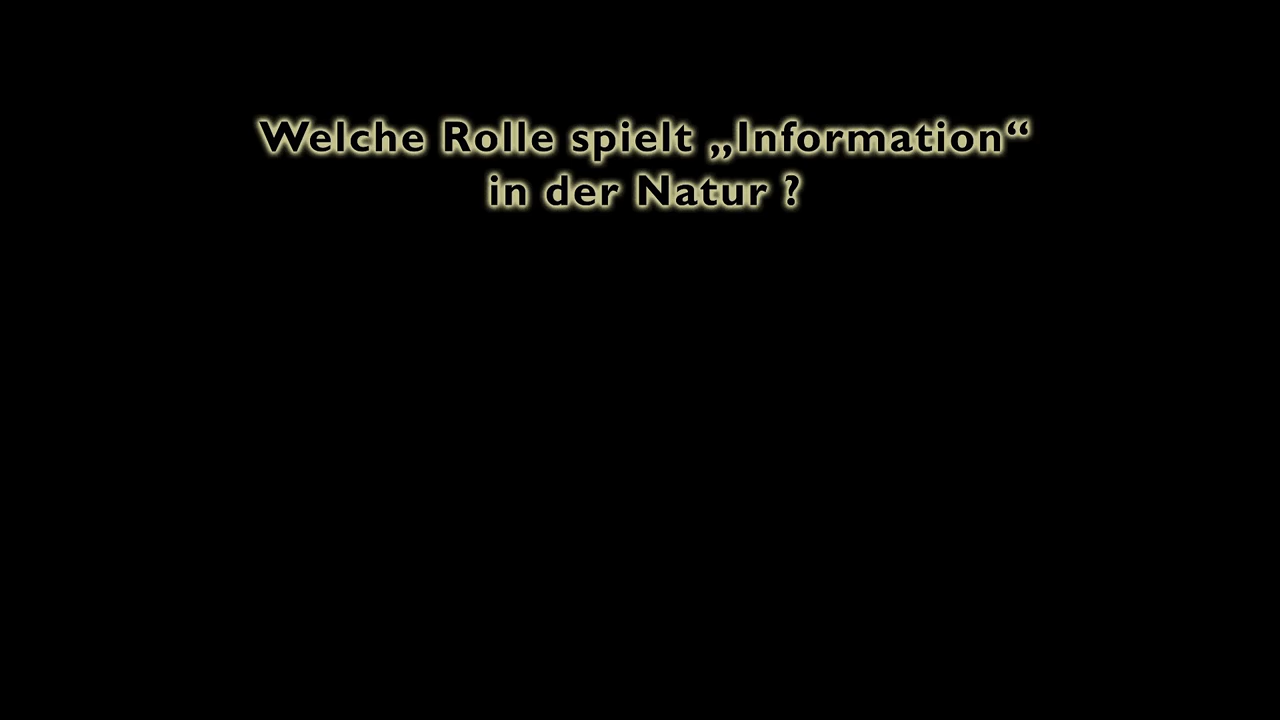 Welche Rolle spielt „Information“
in der Natur ?